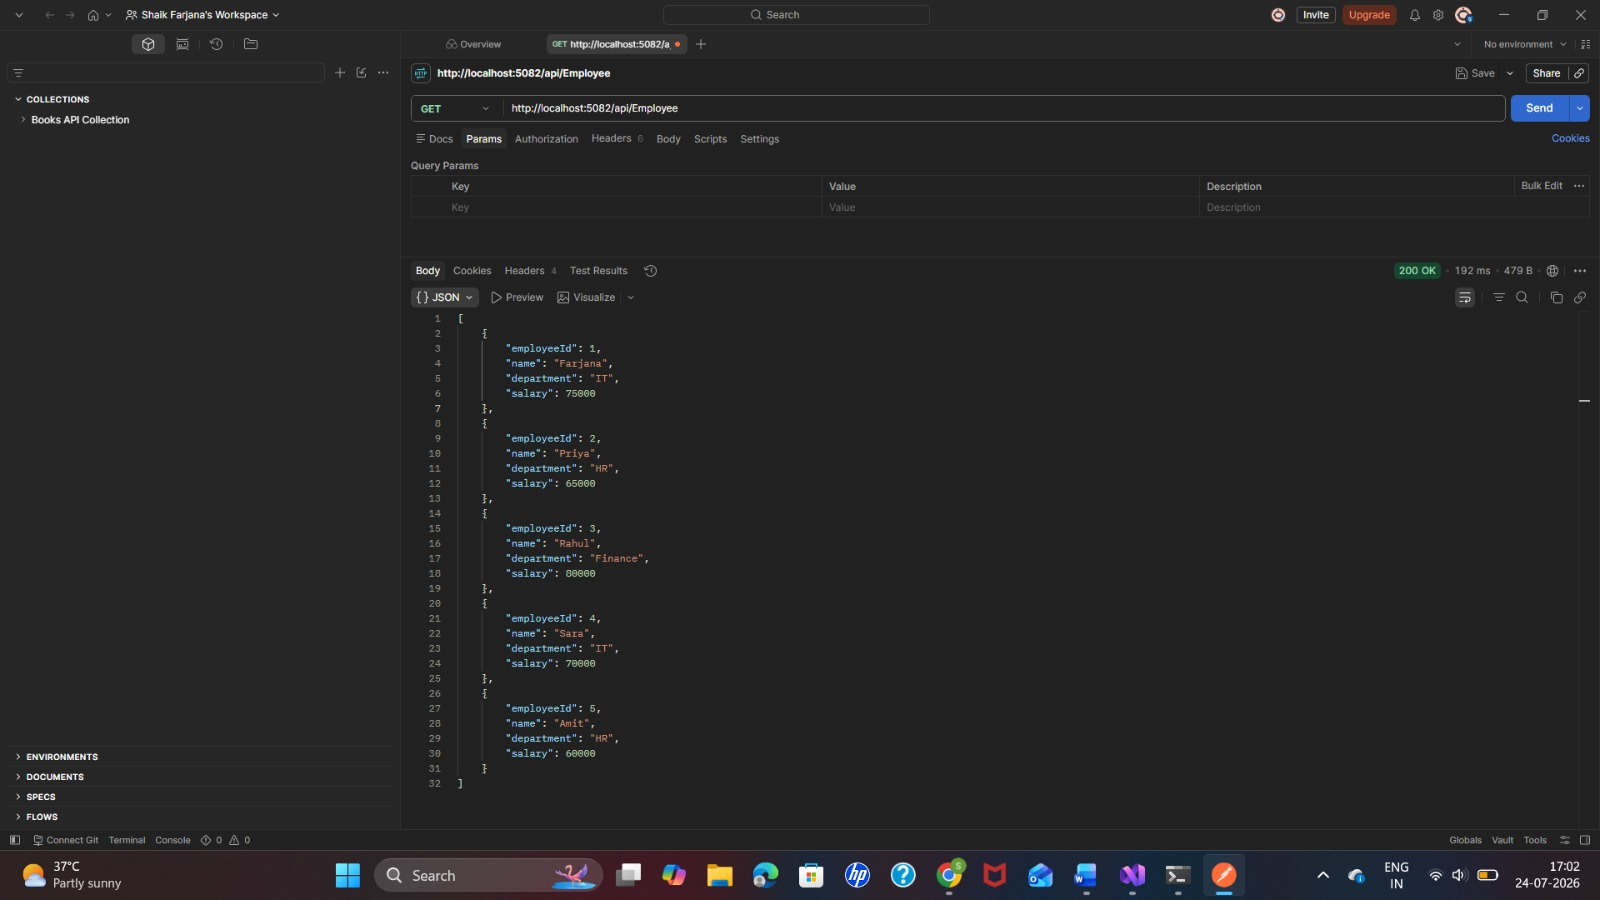 Shaik Farjana's Workspace
Search
Invite
Upgrade
Overview
GET http://localhost:5082/a
No environment
http://localhost:5082/api/Employee
Save
Share
COLLECTIONS
Books API Collection
GET
http://localhost:5082/api/Employee
Send
Docs
Params
Authorization
Headers 6
Body
Scripts
Settings
Cookies
Query Params
Key
Value
Description
Bulk Edit
Key
Value
Description
Body
Cookies
Headers 4
Test Results
200 OK
192 ms
479 B
{} JSON
Preview
Visualize
1 [
2 {
3 "employeeId": 1,
4 "name": "Farjana",
5 "department": "IT",
6 "salary": 75000
7 },
8 {
9 "employeeId": 2,
10 "name": "Priya",
11 "department": "HR",
12 "salary": 65000
13 },
14 {
15 "employeeId": 3,
16 "name": "Rahul",
17 "department": "Finance",
18 "salary": 80000
19 },
20 {
21 "employeeId": 4,
22 "name": "Sara",
23 "department": "IT",
24 "salary": 70000
25 },
26 {
27 "employeeId": 5,
28 "name": "Amit",
29 "department": "HR",
30 "salary": 60000
31 }
32 ]
ENVIRONMENTS
DOCUMENTS
SPECS
FLOWS
Connect Git
Terminal
Console
0
0
Globals
Vault
Tools
37°C
Partly sunny
Search
ENG
IN
17:02
24-07-2026